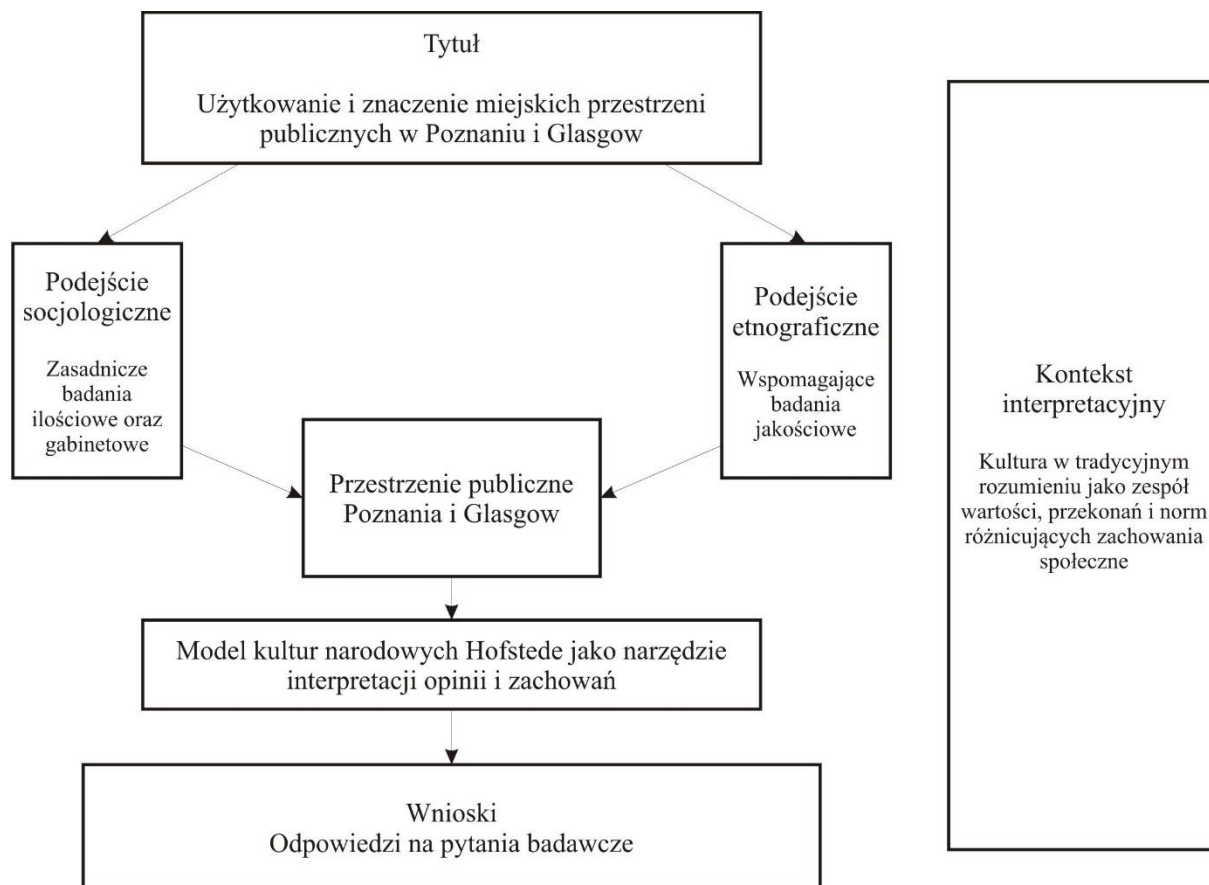 Tytuł
Użytkowanie i znaczenie miejskich przestrzeni
publicznych w Poznaniu i Glasgow
Podejście
socjologiczne
Zasadnicze
badania
ilościowe oraz
gabinetowe
Podejście
etnograficzne
Wspomagające
badania
jakościowe
Przestrzenie publiczne
Poznania i Glasgow
Model kultur narodowych Hofstede jako narzędzie
interpretacji opinii i zachowań
Wnioski
Odpowiedzi na pytania badawcze
Kontekst
interpretacyjny
Kultura w tradycyjnym
rozumieniu jako zespół
wartości, przekonań i norm
różnicujących zachowania
społeczne